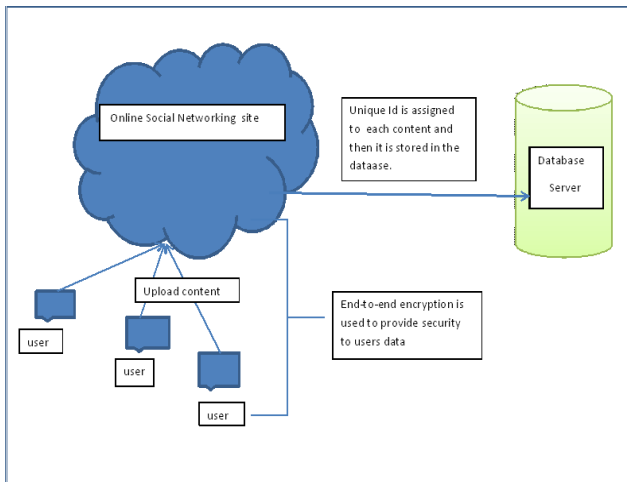 Online Social Networking site
Unique Id is assigned
to each content and
then it is stored in the
dataase.
Database
Server
Upload content
user
user
user
End-to-end encryption is
used to provide security
to users data